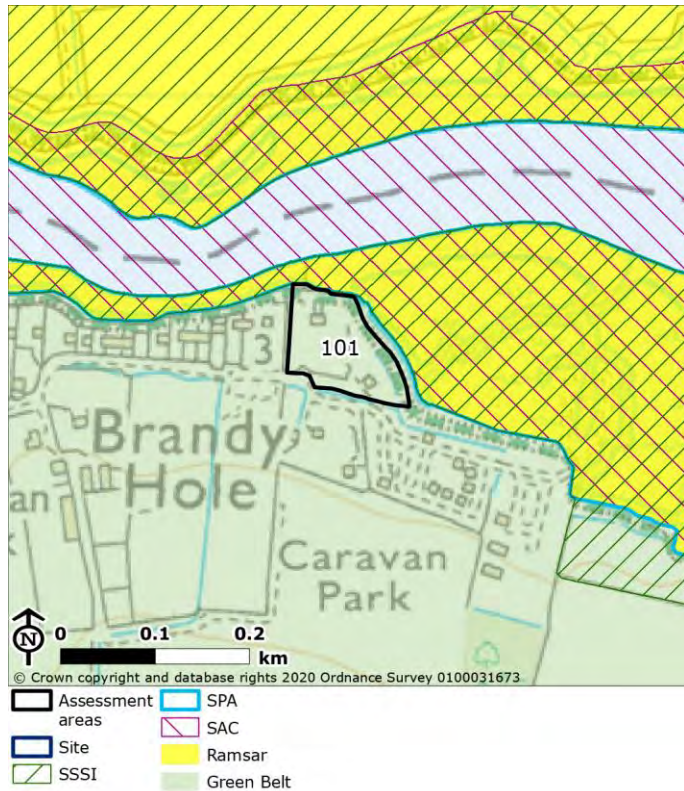 101
3
Brandy
Hole
an
Caravan
Park
N
0 0.1 0.2
km
© Crown copyright and database rights 2020 Ordnance Survey 0100031673
Assessment
areas
Site
SSSI
SPA
SAC
Ramsar
Green Belt